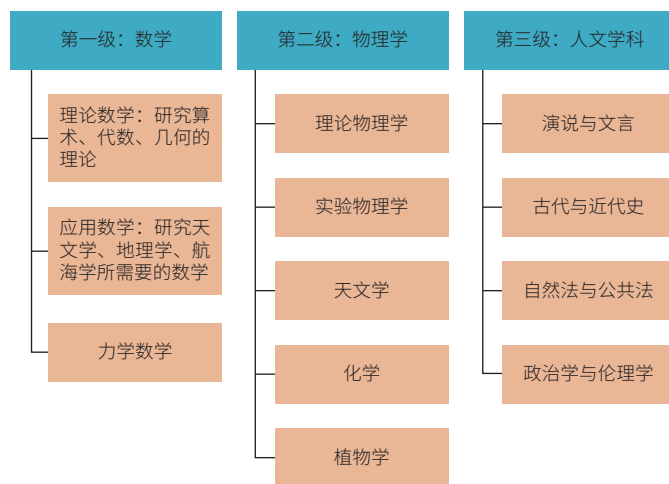 第一级：数学
理论数学：研究算
术、代数、几何的
理论
应用数学：研究天
文学、地理学、航
海学所需要的数学
力学数学
第二级：物理学
理论物理学
实验物理学
天文学
化学
植物学
第三级：人文学科
演说与文言
古代与近代史
自然法与公共法
政治学与伦理学